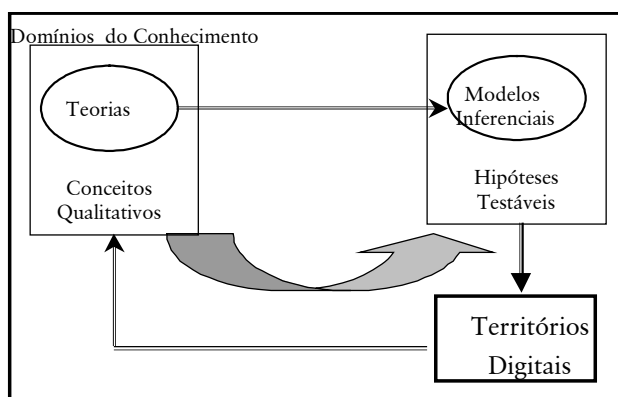 Domínios do Conhecimento
Teorias
Conceitos
Qualitativos
Modelos
Inferenciais
Hipóteses
Testáveis
Territórios
Digitais